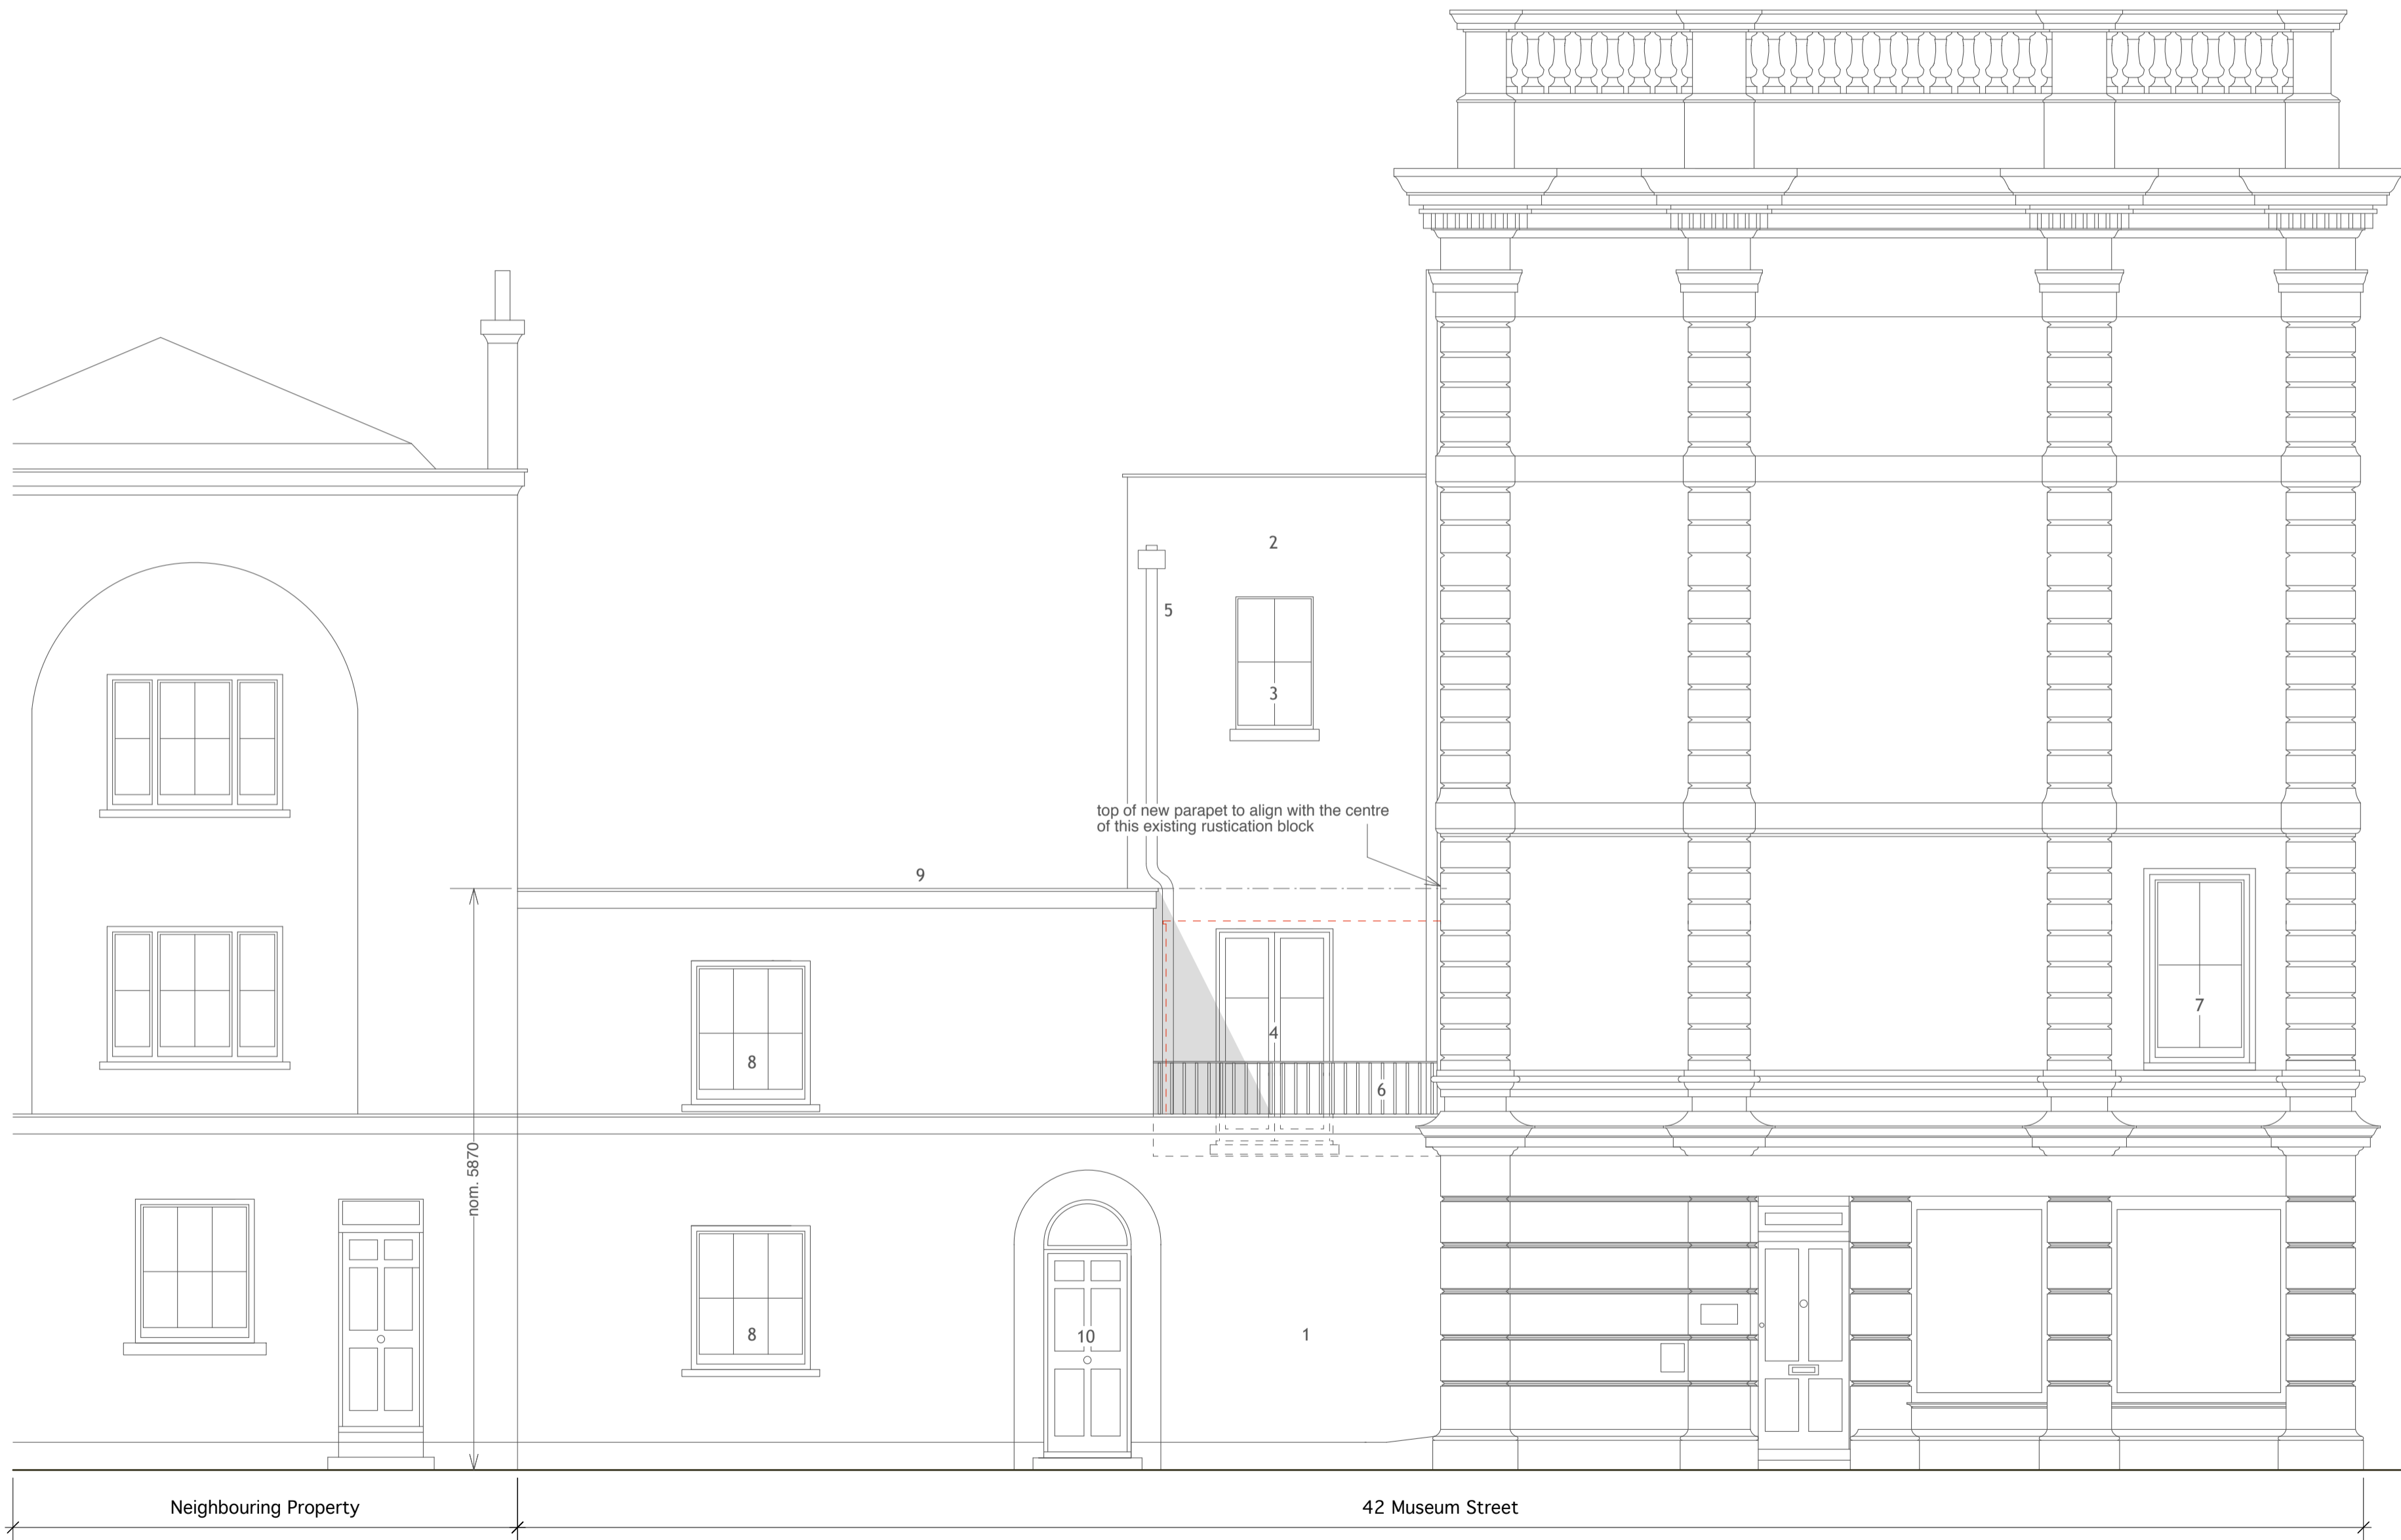 2
5
3
top of new parapet to align with the centre
of this existing rustication block
9
7
4
8
6
nom. 5870
8
10
1
Neighbouring Property
42 Museum Street